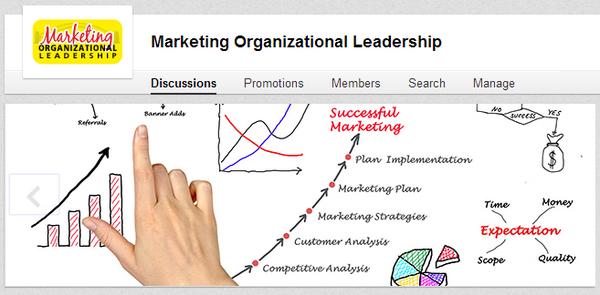 Marketing
ORGANIZATIONAL
LEADERSHIP
Marketing Organizational Leadership
Discussions Promotions Members Search Manage
Referrals
Banner Adds
Successful
Marketing
Plan Implementation
Marketing Plan
Marketing Strategies
Customer Analysis
Competitive Analysis
No success YES
$
Time Money
Expectation
Scope Quality